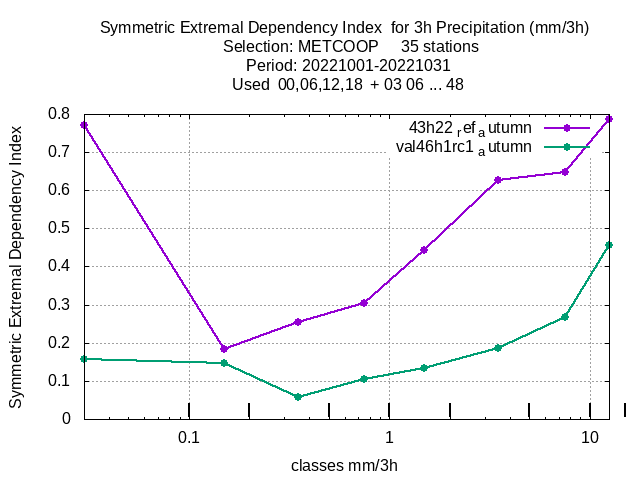 Symmetric Extremal Dependency Index  for 3h Precipitation (mm/3h)
Selection: METCOOP     35 stations
Period: 20221001-20221031
Used  00,06,12,18  + 03 06 ... 48
43h22ᵣefₐutumn
val46h1rc1ₐutumn
Symmetric Extremal Dependency Index
0.8
0.7
0.6
0.5
0.4
0.3
0.2
0.1
0
0.1 1 10
classes mm/3h